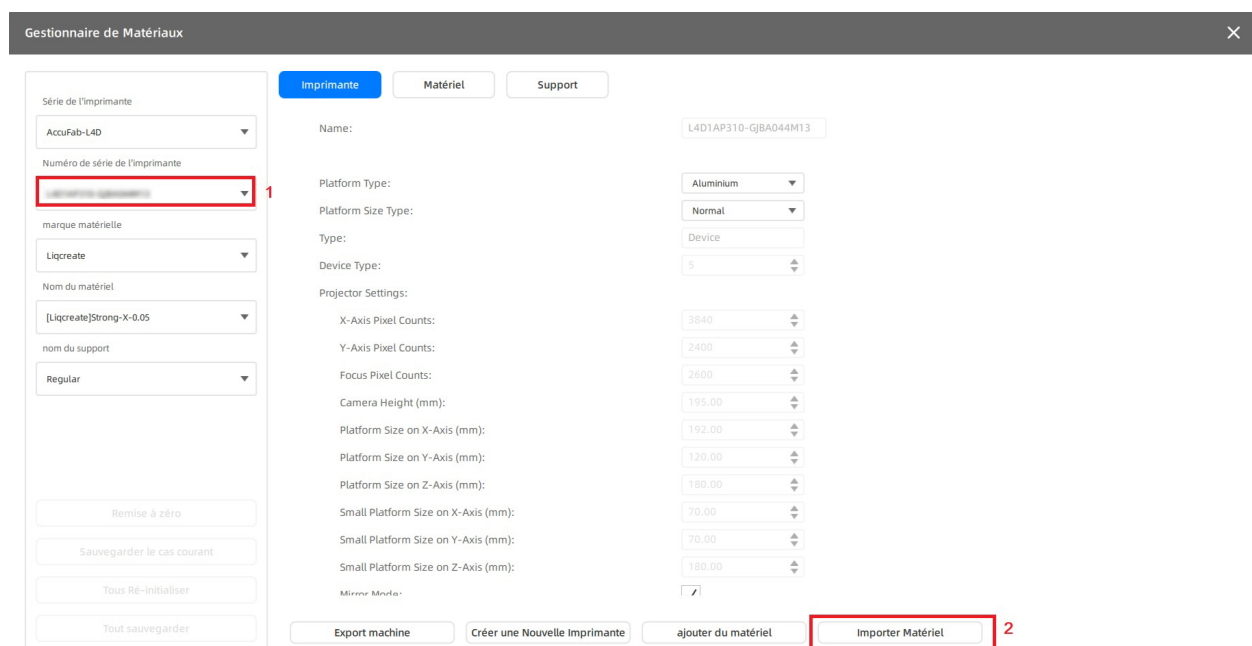 Gestionnaire de Matériaux
Série de l'imprimante
AccuFab-L4D
Numéro de série de l'imprimante
1
marque matérielle
Liqcreate
Nom du matériel
[Liqcreate]Strong-X-0.05
nom du support
Regular
Remise à zéro
Sauvegarder le cas courant
Tous Ré-initialiser
Tout sauvegarder
Imprimante Matériel Support
Name: L4D1AP310-GJBA044M13
Platform Type: Aluminium
Platform Size Type: Normal
Type: Device
Device Type: 5
Projector Settings:
X-Axis Pixel Counts: 3840
Y-Axis Pixel Counts: 2400
Focus Pixel Counts: 2600
Camera Height (mm): 195.00
Platform Size on X-Axis (mm): 192.00
Platform Size on Y-Axis (mm): 120.00
Platform Size on Z-Axis (mm): 180.00
Small Platform Size on X-Axis (mm): 70.00
Small Platform Size on Y-Axis (mm): 70.00
Small Platform Size on Z-Axis (mm): 180.00
Mirror Mode:
Export machine Créer une Nouvelle Imprimante ajouter du matériel Importer Matériel 2